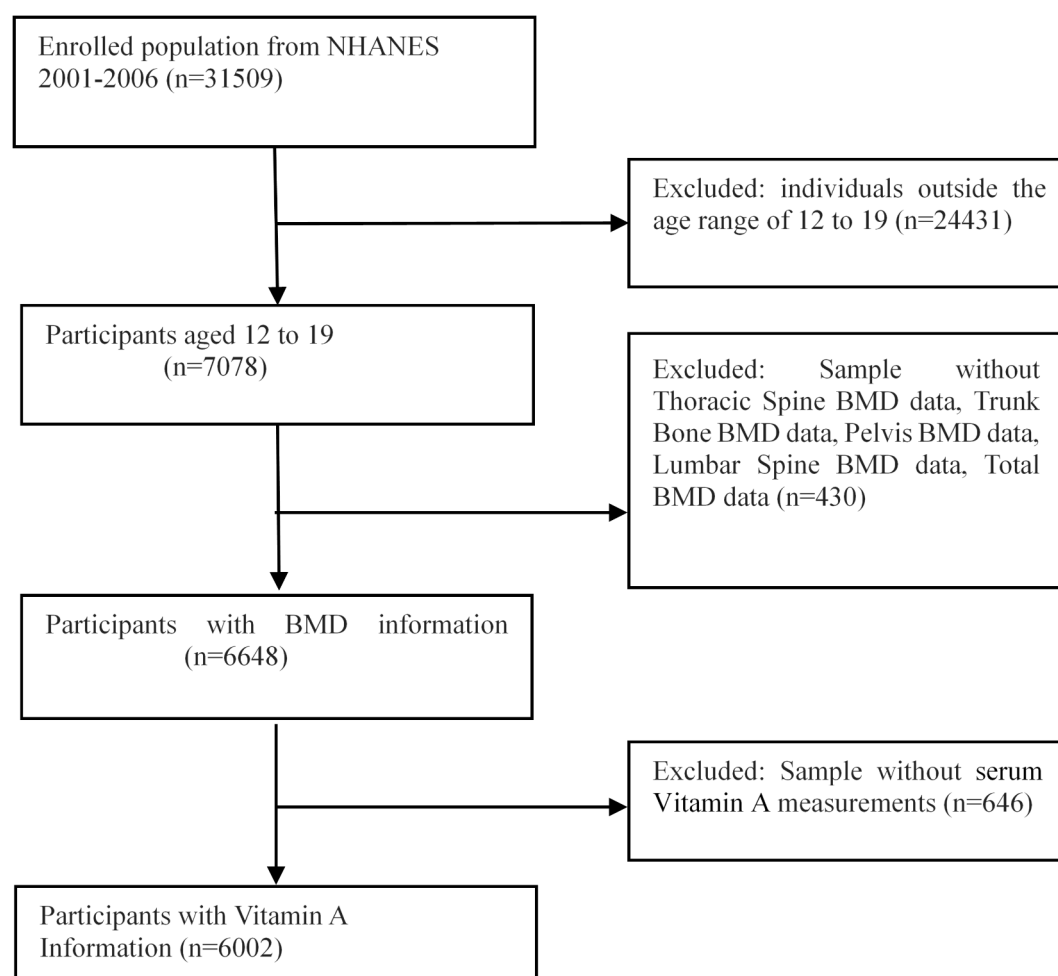 Enrolled population from NHANES
2001-2006 (n=31509)
Excluded: individuals outside the
age range of 12 to 19 (n=24431)
Participants aged 12 to 19
(n=7078)
Excluded: Sample without
Thoracic Spine BMD data, Trunk
Bone BMD data, Pelvis BMD data,
Lumbar Spine BMD data, Total
BMD data (n=430)
Participants with BMD information
(n=6648)
Excluded: Sample without serum
Vitamin A measurements (n=646)
Participants with Vitamin A
Information (n=6002)